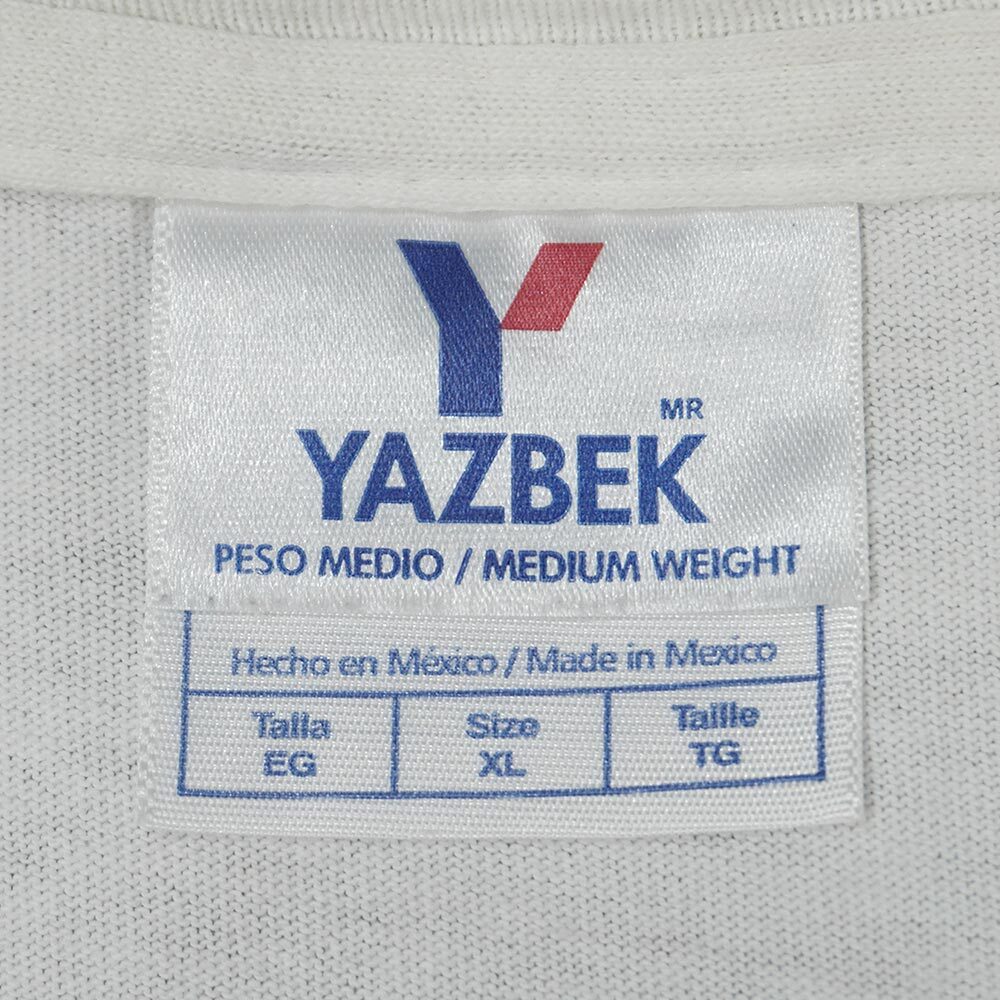 MR
YAZBEK
PESO MEDIO / MEDIUM WEIGHT
Hecho en México / Made in Mexico
Talla
EG
Size
XL
Taille
TG